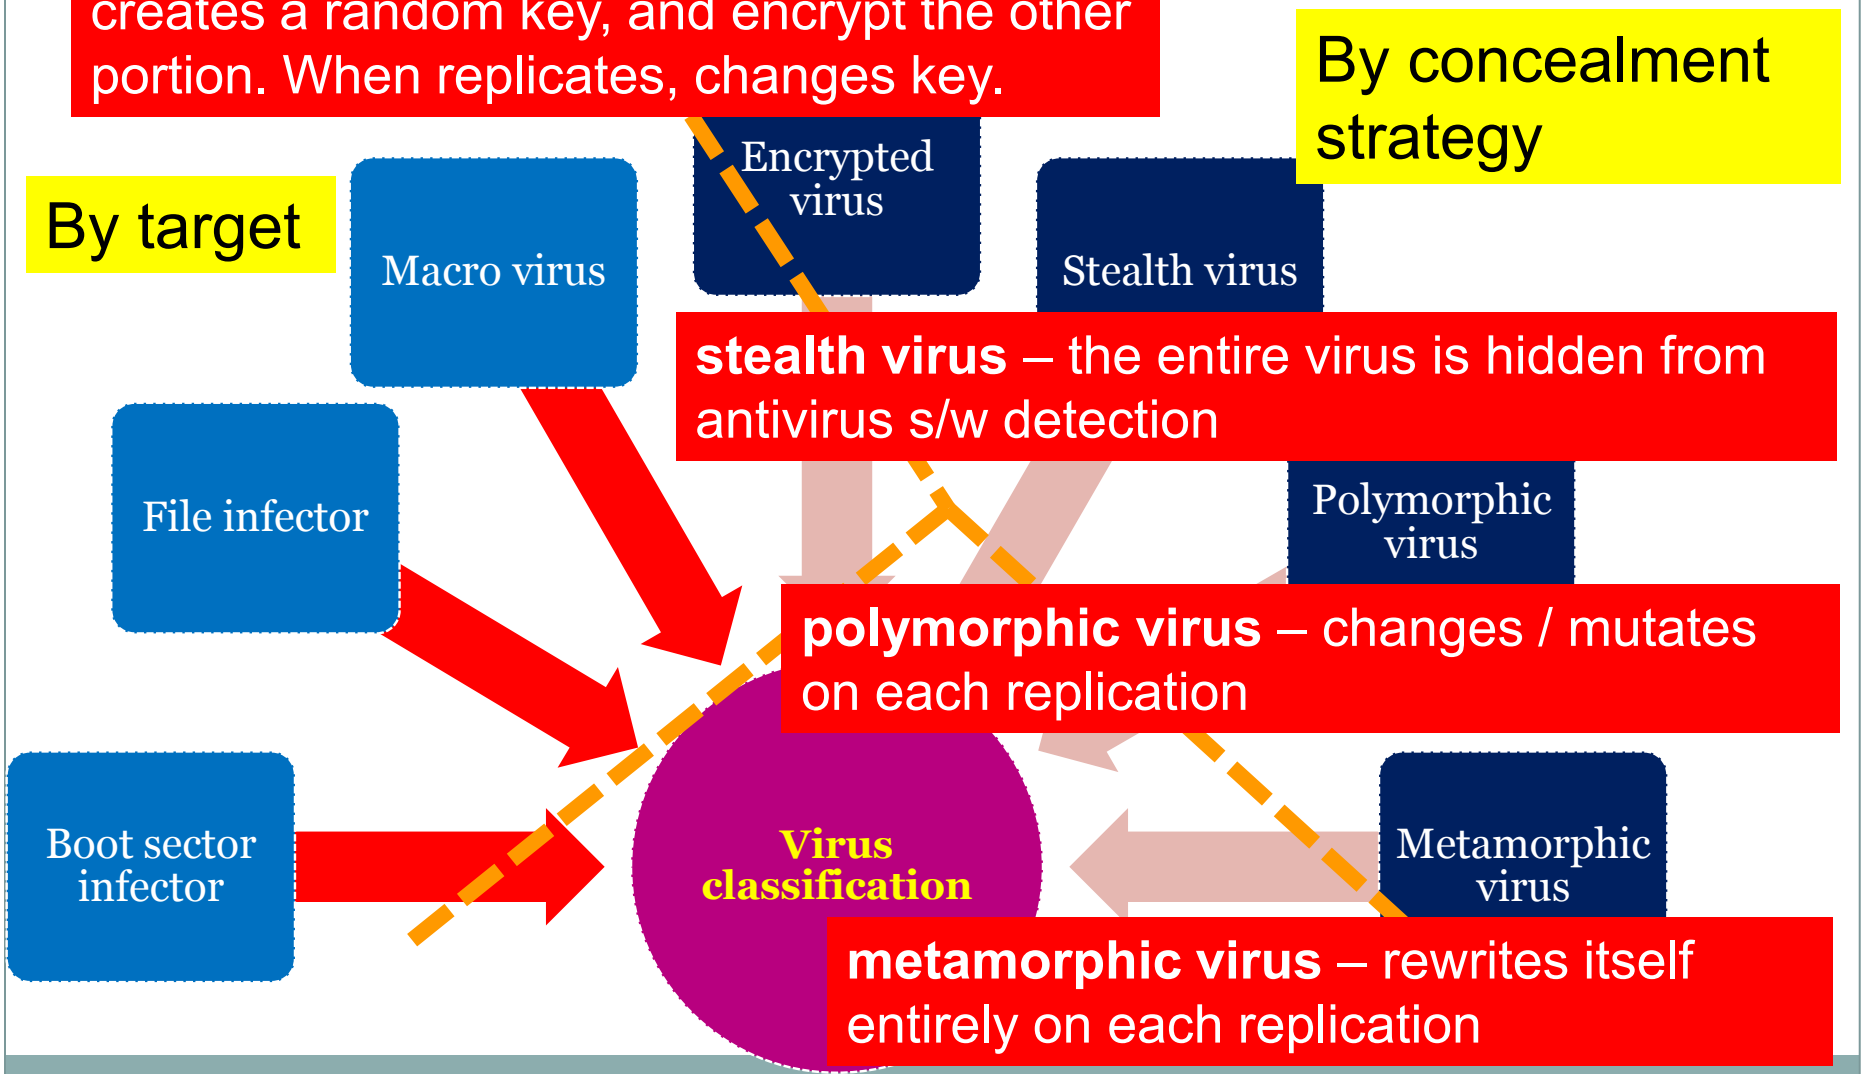 creates a random key, and encrypt the other
portion. When replicates, changes key.
By concealment
strategy
Encrypted
virus
By target
Macro virus
Stealth virus
stealth virus – the entire virus is hidden from
antivirus s/w detection
File infector
Polymorphic
virus
polymorphic virus – changes / mutates
on each replication
Boot sector
infector
Virus
classification
Metamorphic
virus
metamorphic virus – rewrites itself
entirely on each replication